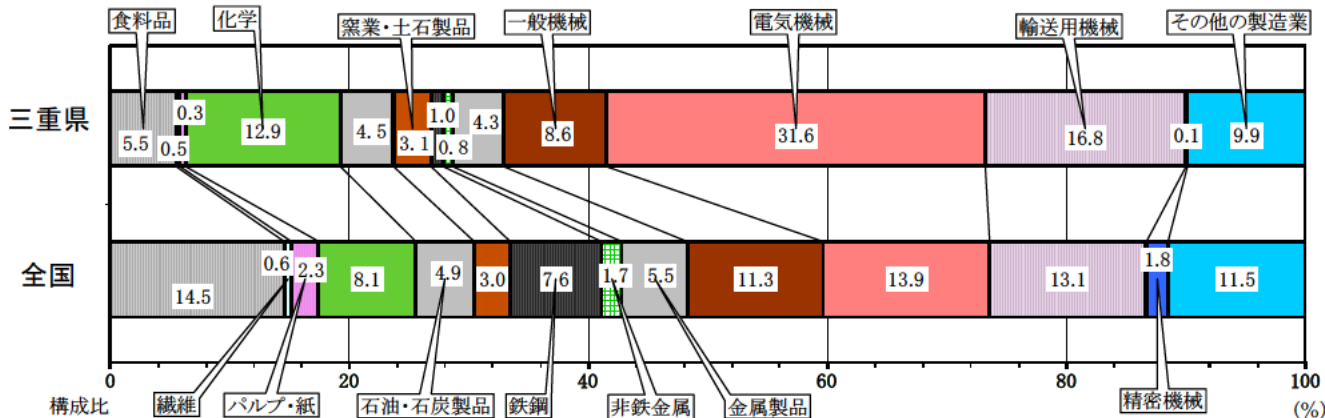 食料品 化学 窯業・土石製品 一般機械 電気機械 輸送用機械 その他の製造業
三重県 5.5 0.5 0.3 12.9 4.5 3.1 1.0 0.8 4.3 8.6 31.6 16.8 0.1 9.9
全国 14.5 0.6 2.3 8.1 4.9 3.0 7.6 1.7 5.5 11.3 13.9 13.1 1.8 11.5
0 20 40 60 80 100
構成比 繊維 パルプ・紙 石油・石炭製品 鉄鋼 非鉄金属 金属製品 精密機械 (%)